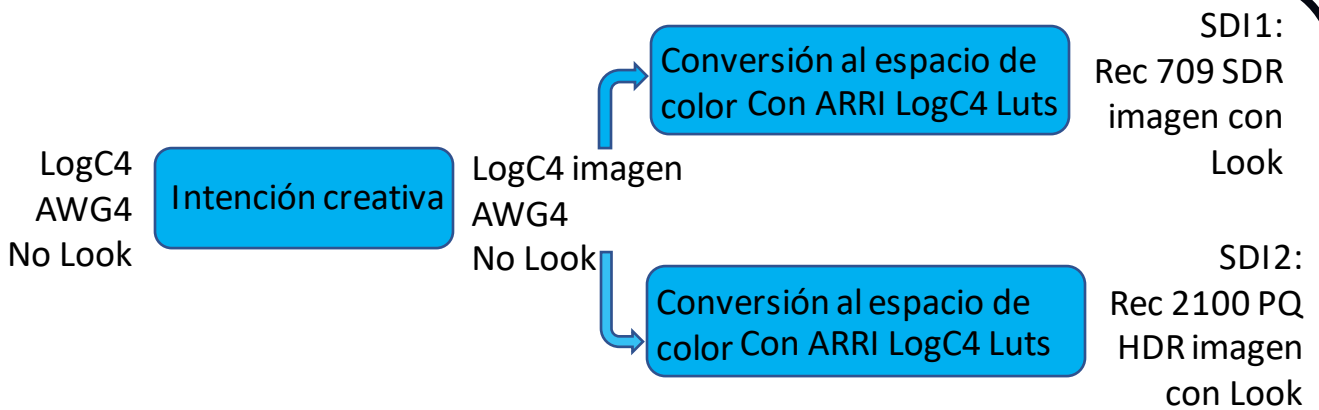 LogC4
AWG4
No Look
Intención creativa
LogC4 imagen
AWG4
No Look
Conversión al espacio de
color Con ARRI LogC4 Luts
SDI1:
Rec 709 SDR
imagen con
Look
Conversión al espacio de
color Con ARRI LogC4 Luts
SDI2:
Rec 2100 PQ
HDR imagen
con Look